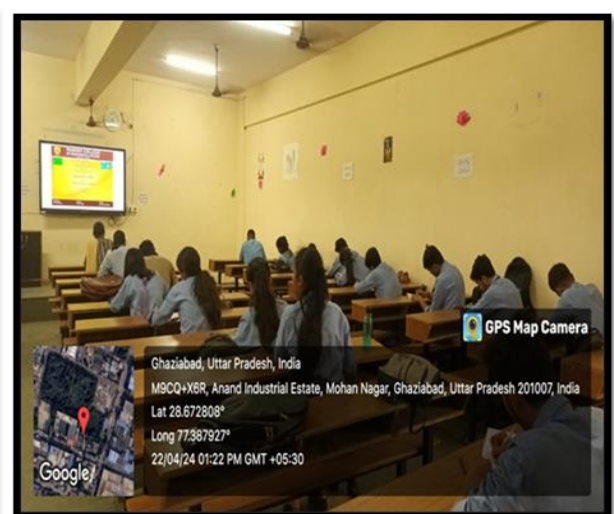 GPS Map Camera
Ghaziabad, Uttar Pradesh, India
M9CQ+X6R, Anand Industrial Estate, Mohan Nagar, Ghaziabad, Uttar Pradesh 201007, India
Lat 28.672808°
Long 77.387927°
22/04/24 01:22 PM GMT +05:30
Google